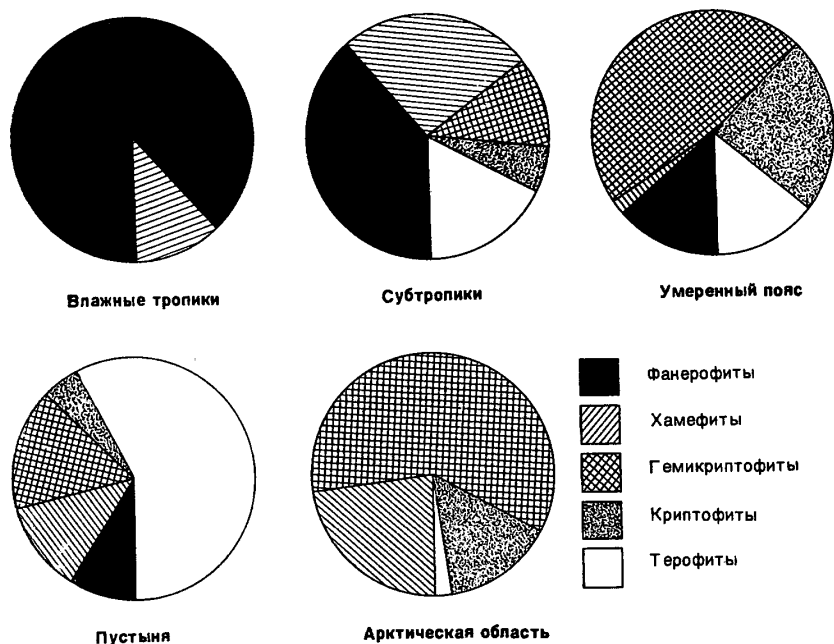 Влажные тропики
Субтропики
Умеренный пояс
Фанерофиты
Хамефиты
Гемикриптофиты
Криптофиты
Терофиты
Пустыня
Арктическая область